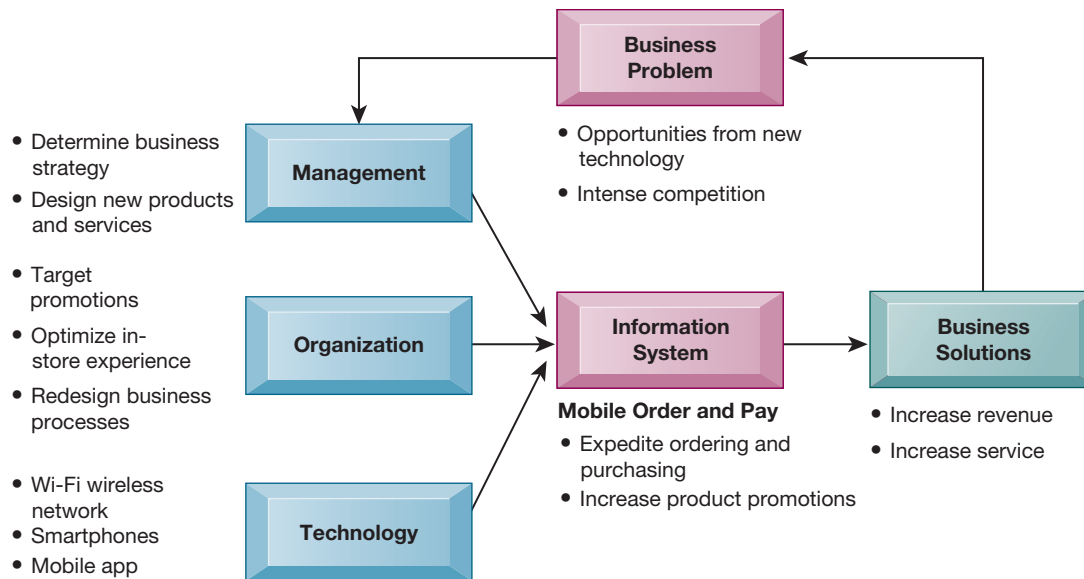 Business
Problem
• Opportunities from new
technology
• Intense competition
• Determine business
strategy
• Design new products
and services
Management
• Target
promotions
• Optimize in-
store experience
• Redesign business
processes
Organization
Information
System
Mobile Order and Pay
• Expedite ordering and
purchasing
• Increase product promotions
Business
Solutions
• Increase revenue
• Increase service
• Wi-Fi wireless
network
• Smartphones
• Mobile app
Technology